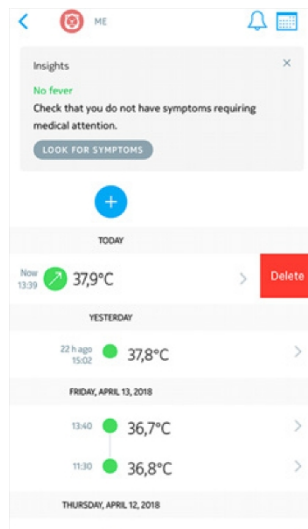 ME
Insights
No fever
Check that you do not have symptoms requiring
medical attention.
LOOK FOR SYMPTOMS
TODAY
Now
13:39
37,9°C
Delete
YESTERDAY
22 h ago
15:02
37,8°C
FRIDAY, APRIL 13, 2018
13:40
36,7°C
11:30
36,8°C
THURSDAY, APRIL 12, 2018